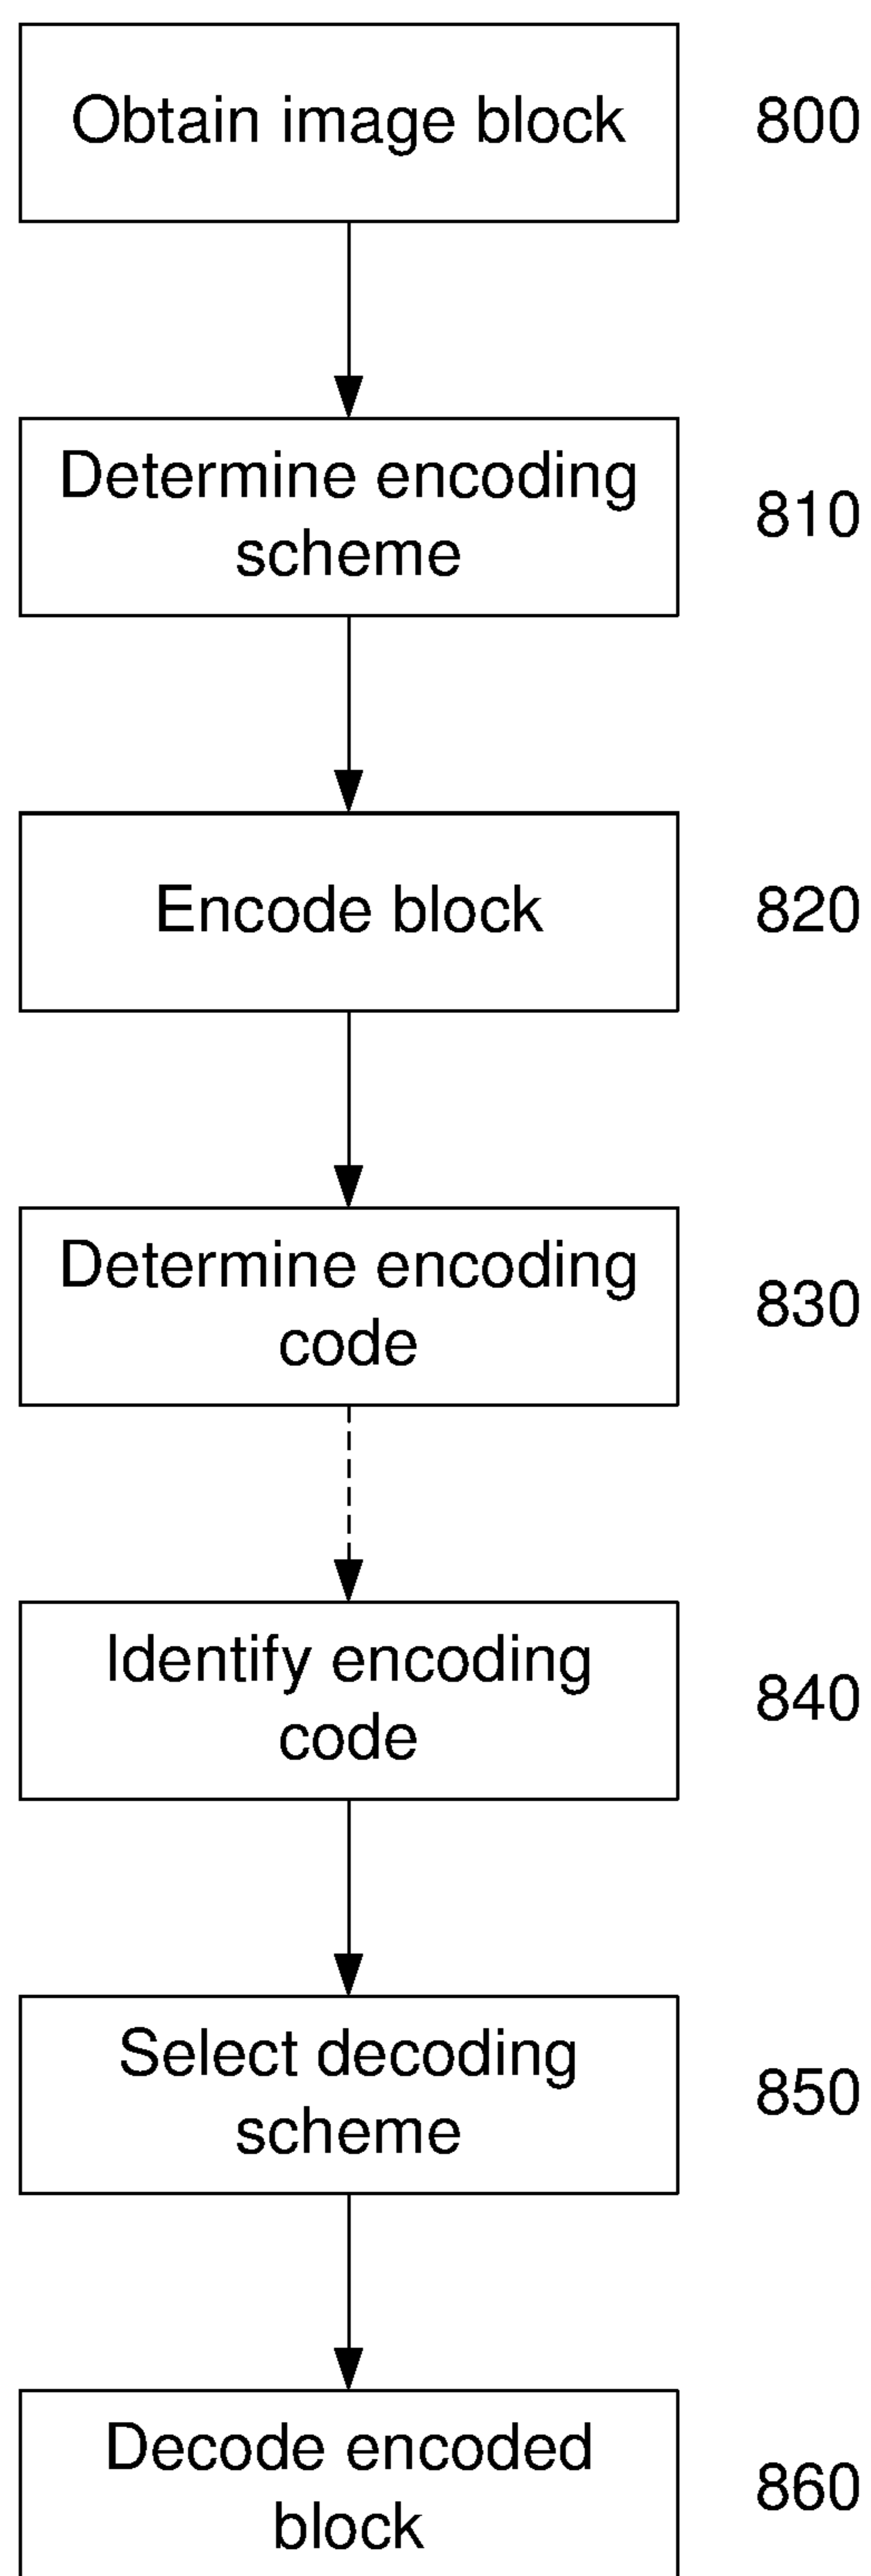 Obtain image block 800
Determine encoding
scheme
810
Encode block 820
Determine encoding
code
830
Identify encoding
code
840
Select decoding
scheme
850
Decode encoded
block
860